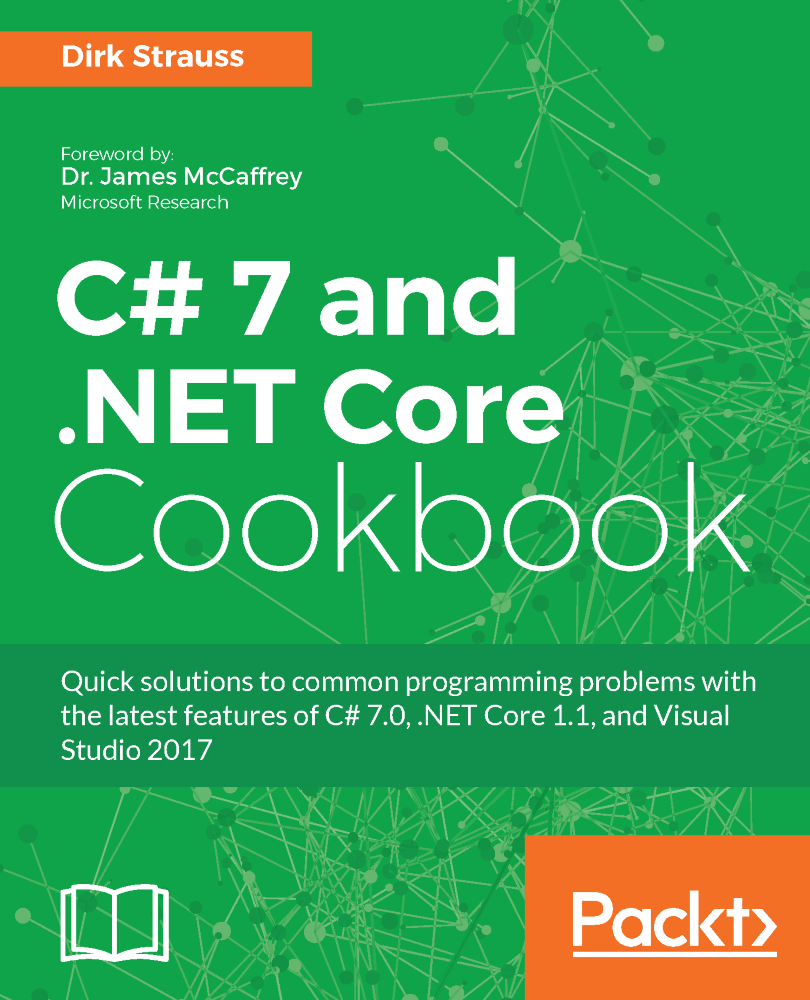 Dirk Strauss
Foreword by:
Dr. James McCaffrey
Microsoft Research
C# 7 and
.NET Core
Cookbook
Quick solutions to common programming problems with
the latest features of C# 7.0, .NET Core 1.1, and Visual
Studio 2017
Packt>